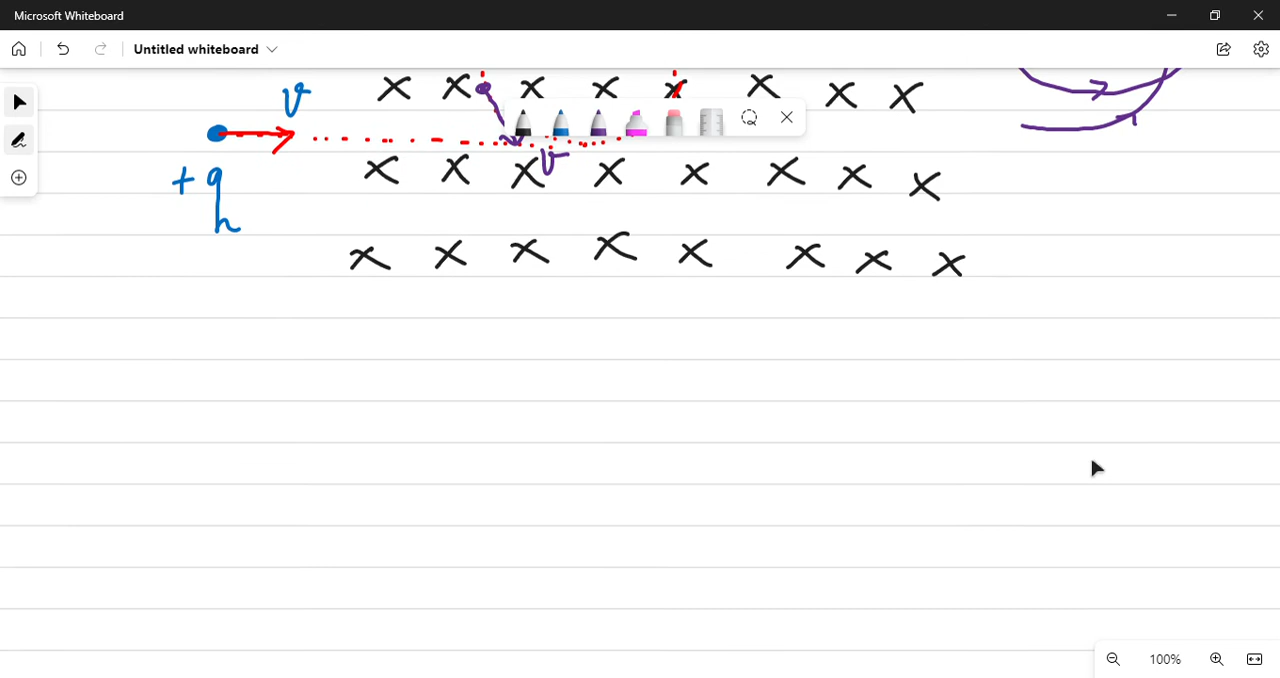 Microsoft Whiteboard
Untitled whiteboard
v
x x x x x x x x
+q
v
x x x x x x x x
x x x x x x x x
100%